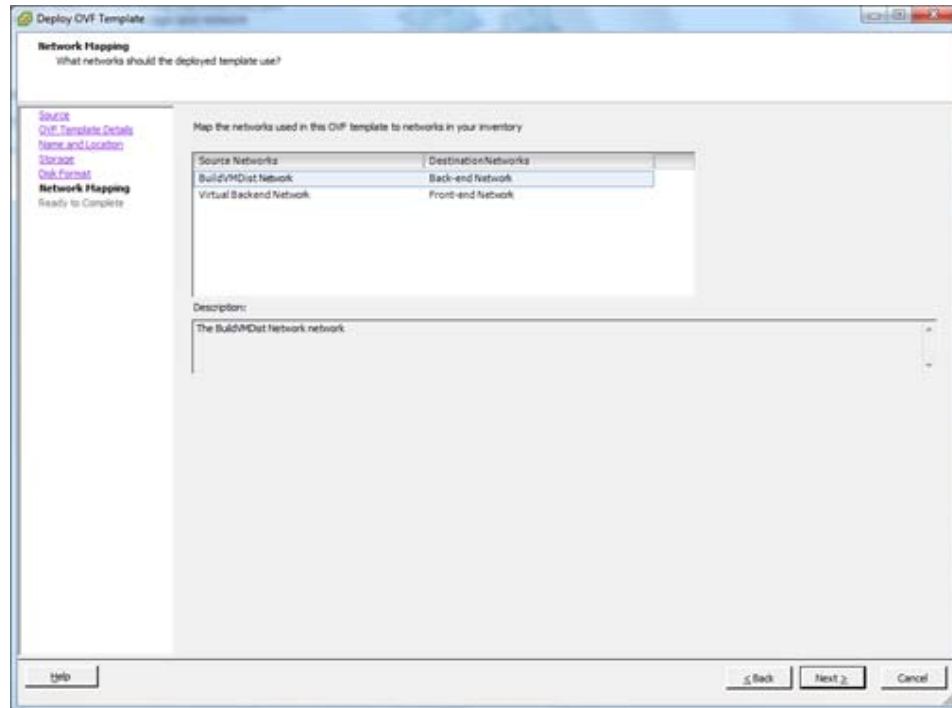 Deploy OVF Template
Network Mapping
What networks should the deployed template use?
Source
OVF Template Details
Name and Location
Storage
Disk Format
Network Mapping
Ready to Complete
Map the networks used in this OVF template to networks in your inventory
Source Networks DestinationNetworks
BuildVMDist Network Back-end Network
Virtual Backend Network Front-end Network
Description:
The BuildVMDist Network network
Help
< Back Next > Cancel